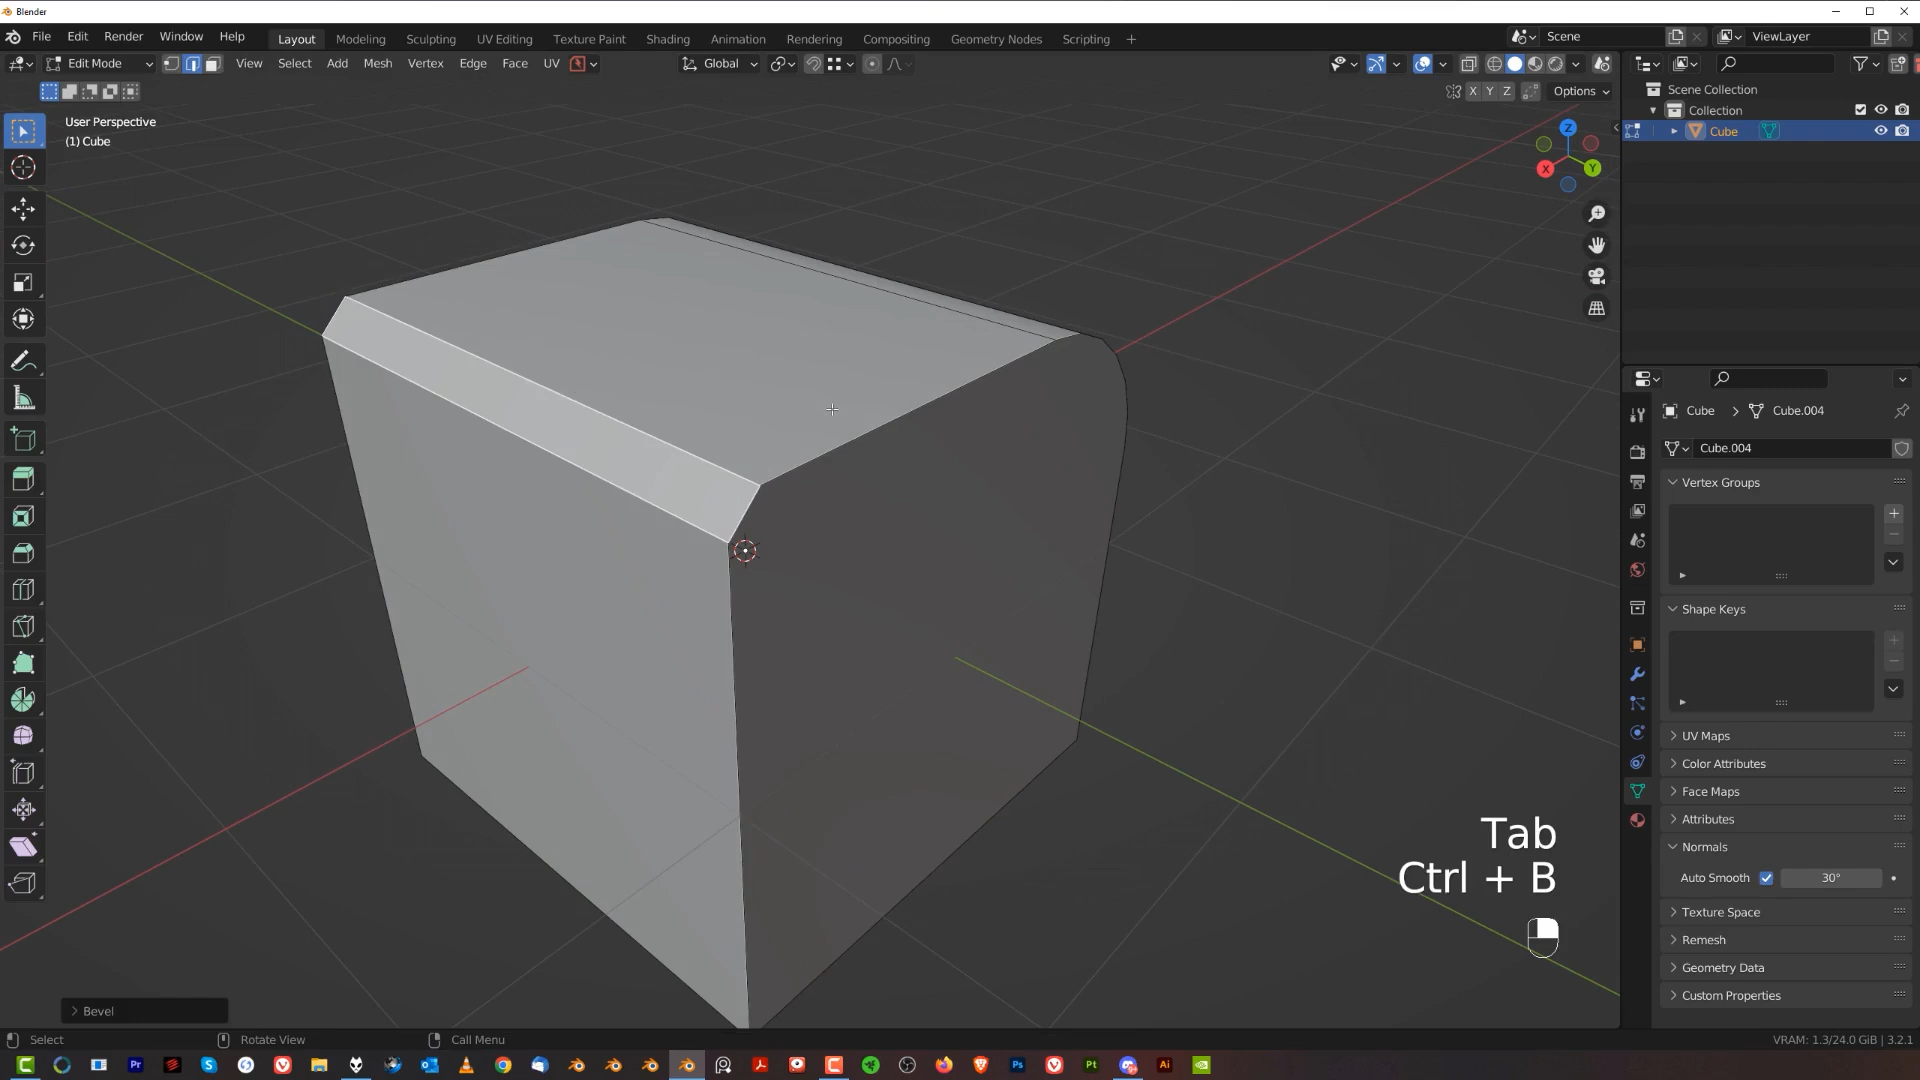 Blender
File Edit Render Window Help Layout Modeling Sculpting UV Editing Texture Paint Shading Animation Rendering Compositing Geometry Nodes Scripting + Scene ViewLayer
Edit Mode View Select Add Mesh Vertex Edge Face UV Global
X Y Z Options
Scene Collection
Collection
Cube
User Perspective
(1) Cube
Z
X
Y
Cube > Cube.004
Cube.004
Vertex Groups
Shape Keys
UV Maps
Color Attributes
Face Maps
Attributes
Normals
Auto Smooth 30°
Texture Space
Remesh
Geometry Data
Custom Properties
Tab
Ctrl + B
> Bevel
Select Rotate View Call Menu VRAM: 1.3/24.0 GiB | 3.2.1
Pr S Ps Pt Ai